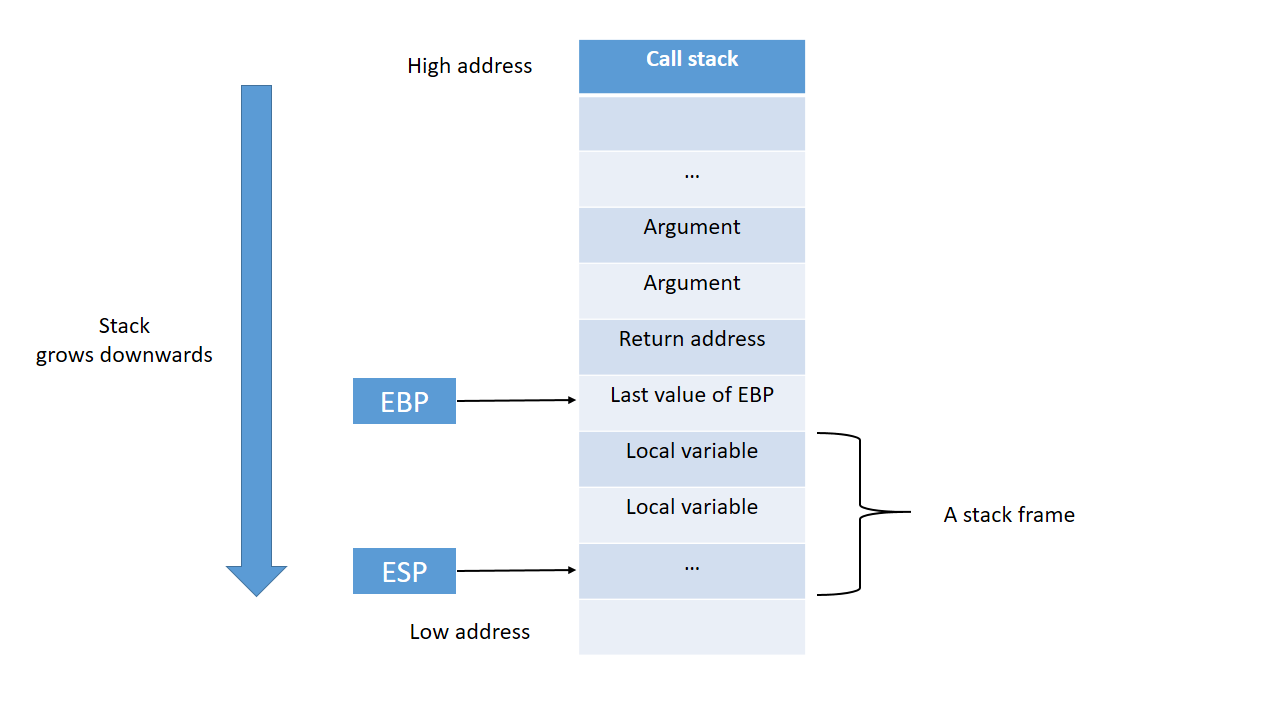 High address
Call stack
...
Argument
Argument
Stack
grows downwards
Return address
EBP
Last value of EBP
Local variable
Local variable
A stack frame
ESP
...
Low address